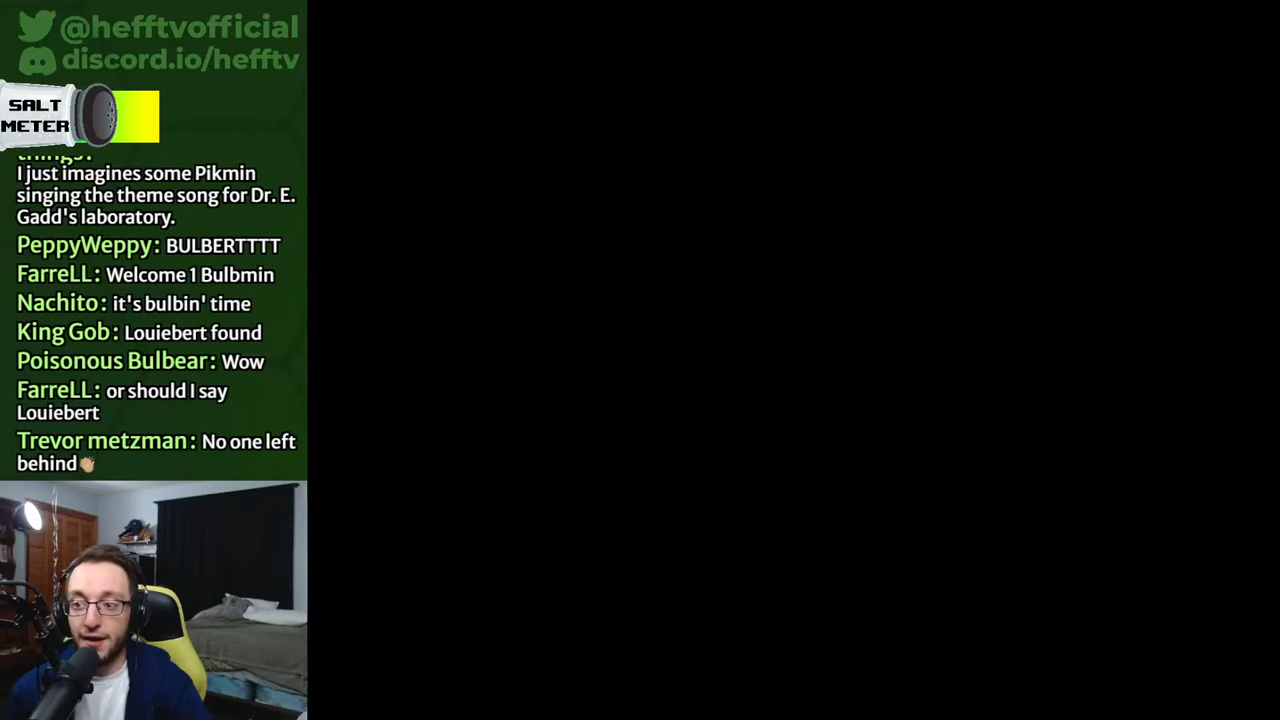 @hefftvofficial
discord.io/hefftv
SALT
METER
things?
I just imagines some Pikmin
singing the theme song for Dr. E.
Gadd's laboratory.
PeppyWeppy: BULBERTTTT
FarreLL: Welcome 1 Bulbmin
Nachito: it's bulbin' time
King Gob: Louiebert found
Poisonous Bulbear: Wow
FarreLL: or should I say
Louiebert
Trevor metzman: No one left
behind👏🏼